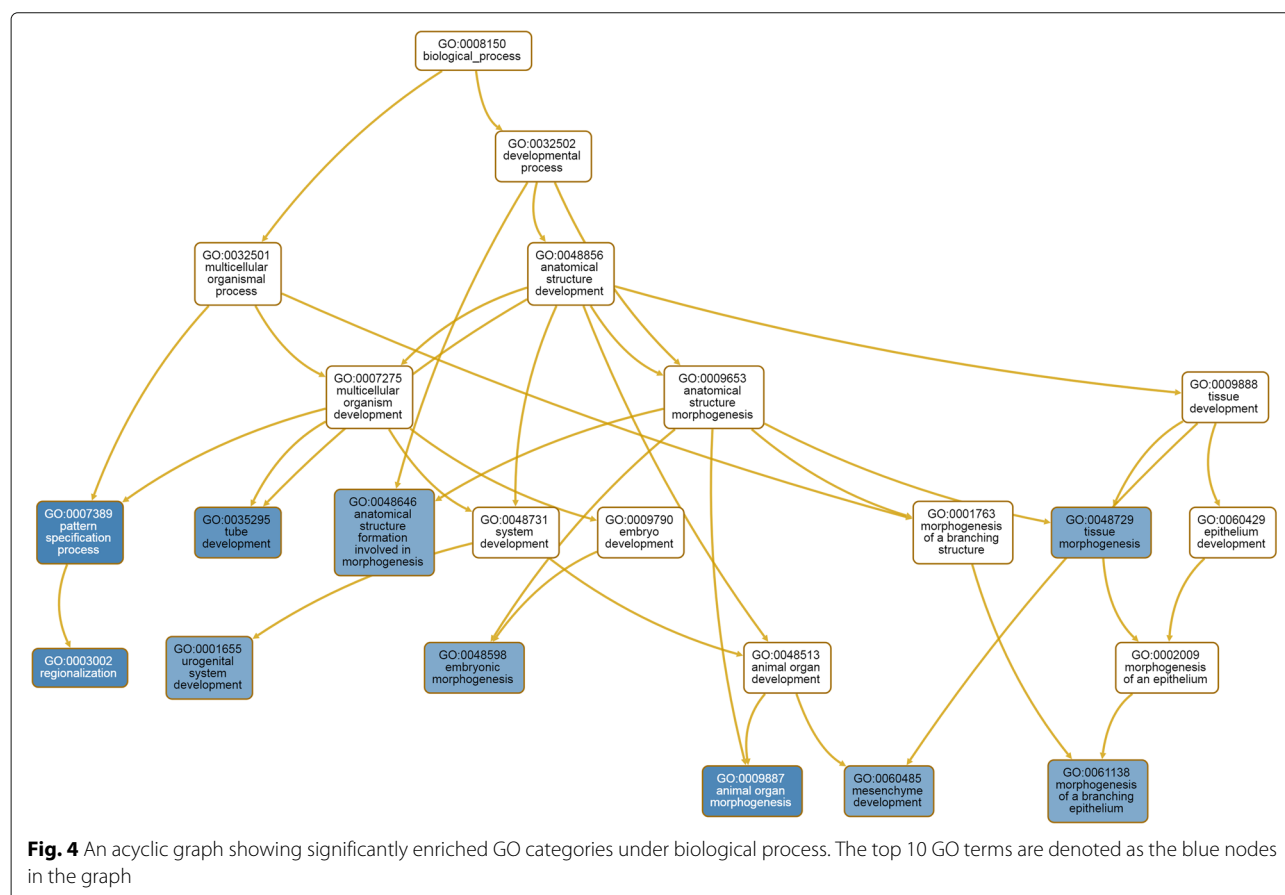 GO:0008150
biological_process
GO:0032502
developmental
process
GO:0032501
multicellular
organismal
process
GO:0048856
anatomical
structure
development
GO:0007275
multicellular
organism
development
GO:0009653
anatomical
structure
morphogenesis
GO:0009888
tissue
development
GO:0007389
pattern
specification
process
GO:0035295
tube
development
GO:0048646
anatomical
structure
formation
involved in
morphogenesis
GO:0048731
system
development
GO:0009790
embryo
development
GO:0001763
morphogenesis
of a branching
structure
GO:0048729
tissue
morphogenesis
GO:0060429
epithelium
development
GO:0003002
regionalization
GO:0001655
urogenital
system
development
GO:0048598
embryonic
morphogenesis
GO:0048513
animal organ
development
GO:0002009
morphogenesis
of an epithelium
GO:0009887
animal organ
morphogenesis
GO:0060485
mesenchyme
development
GO:0061138
morphogenesis
of a branching
epithelium
Fig. 4 An acyclic graph showing significantly enriched GO categories under biological process. The top 10 GO terms are denoted as the blue nodes
in the graph